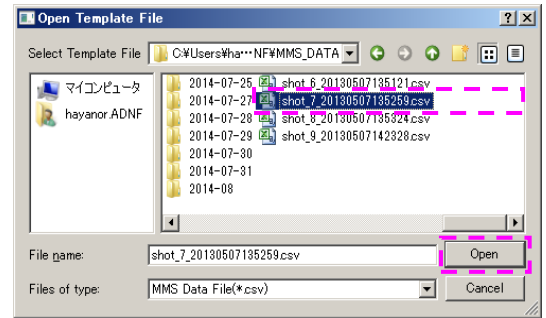 Open Template File
Select Template File C:¥Users¥ha…NF¥MMS_DATA
マイコンピュータ
hayanor.ADNF
2014-07-25 shot_6_20130507135121.csv
2014-07-27 shot_7_20130507135259.csv
2014-07-28 shot_8_20130507135324.csv
2014-07-29 shot_9_20130507142328.csv
2014-07-30
2014-07-31
2014-08
File name: shot_7_20130507135259.csv Open
Files of type: MMS Data File(*.csv) Cancel